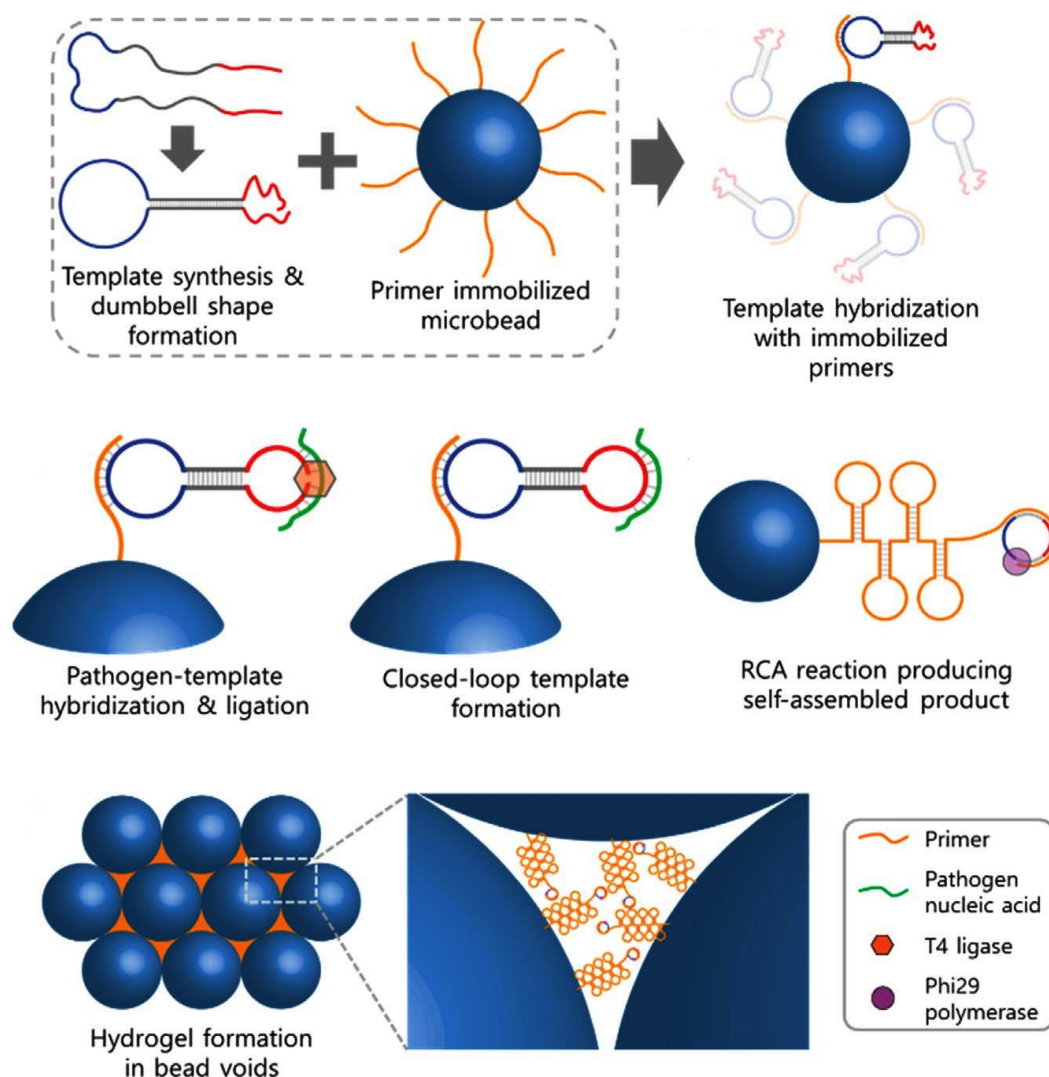 Template synthesis &
dumbbell shape
formation
Primer immobilized
microbead
Template hybridization
with immobilized
primers
Pathogen-template
hybridization & ligation
Closed-loop template
formation
RCA reaction producing
self-assembled product
Hydrogel formation
in bead voids
Primer
Pathogen
nucleic acid
T4 ligase
Phi29
polymerase